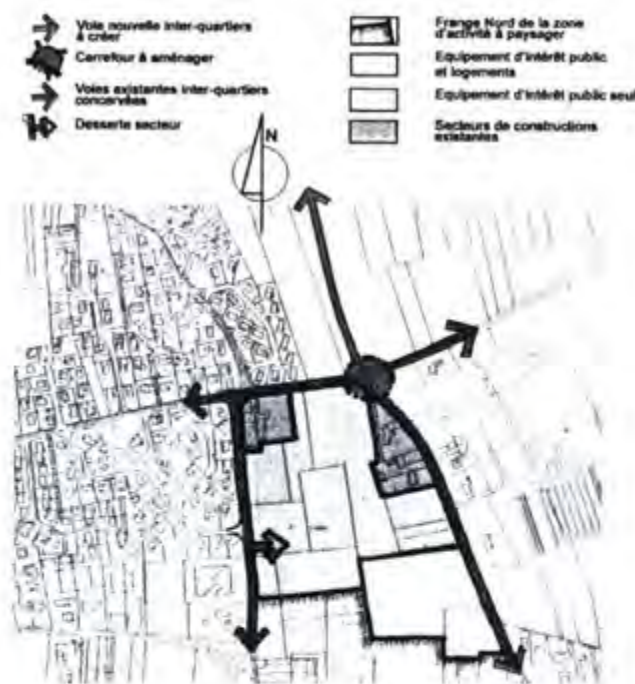 Voie nouvelle inter-quartiers
à créer
Carrefour à aménager
Voies existantes inter-quartiers
concervées
Desserte secteur
Frange Nord de la zone
d'activité à paysager
Equipement d'intérêt public
et logements
Equipement d'intérêt public seul
Secteurs de constructions
existantes
N